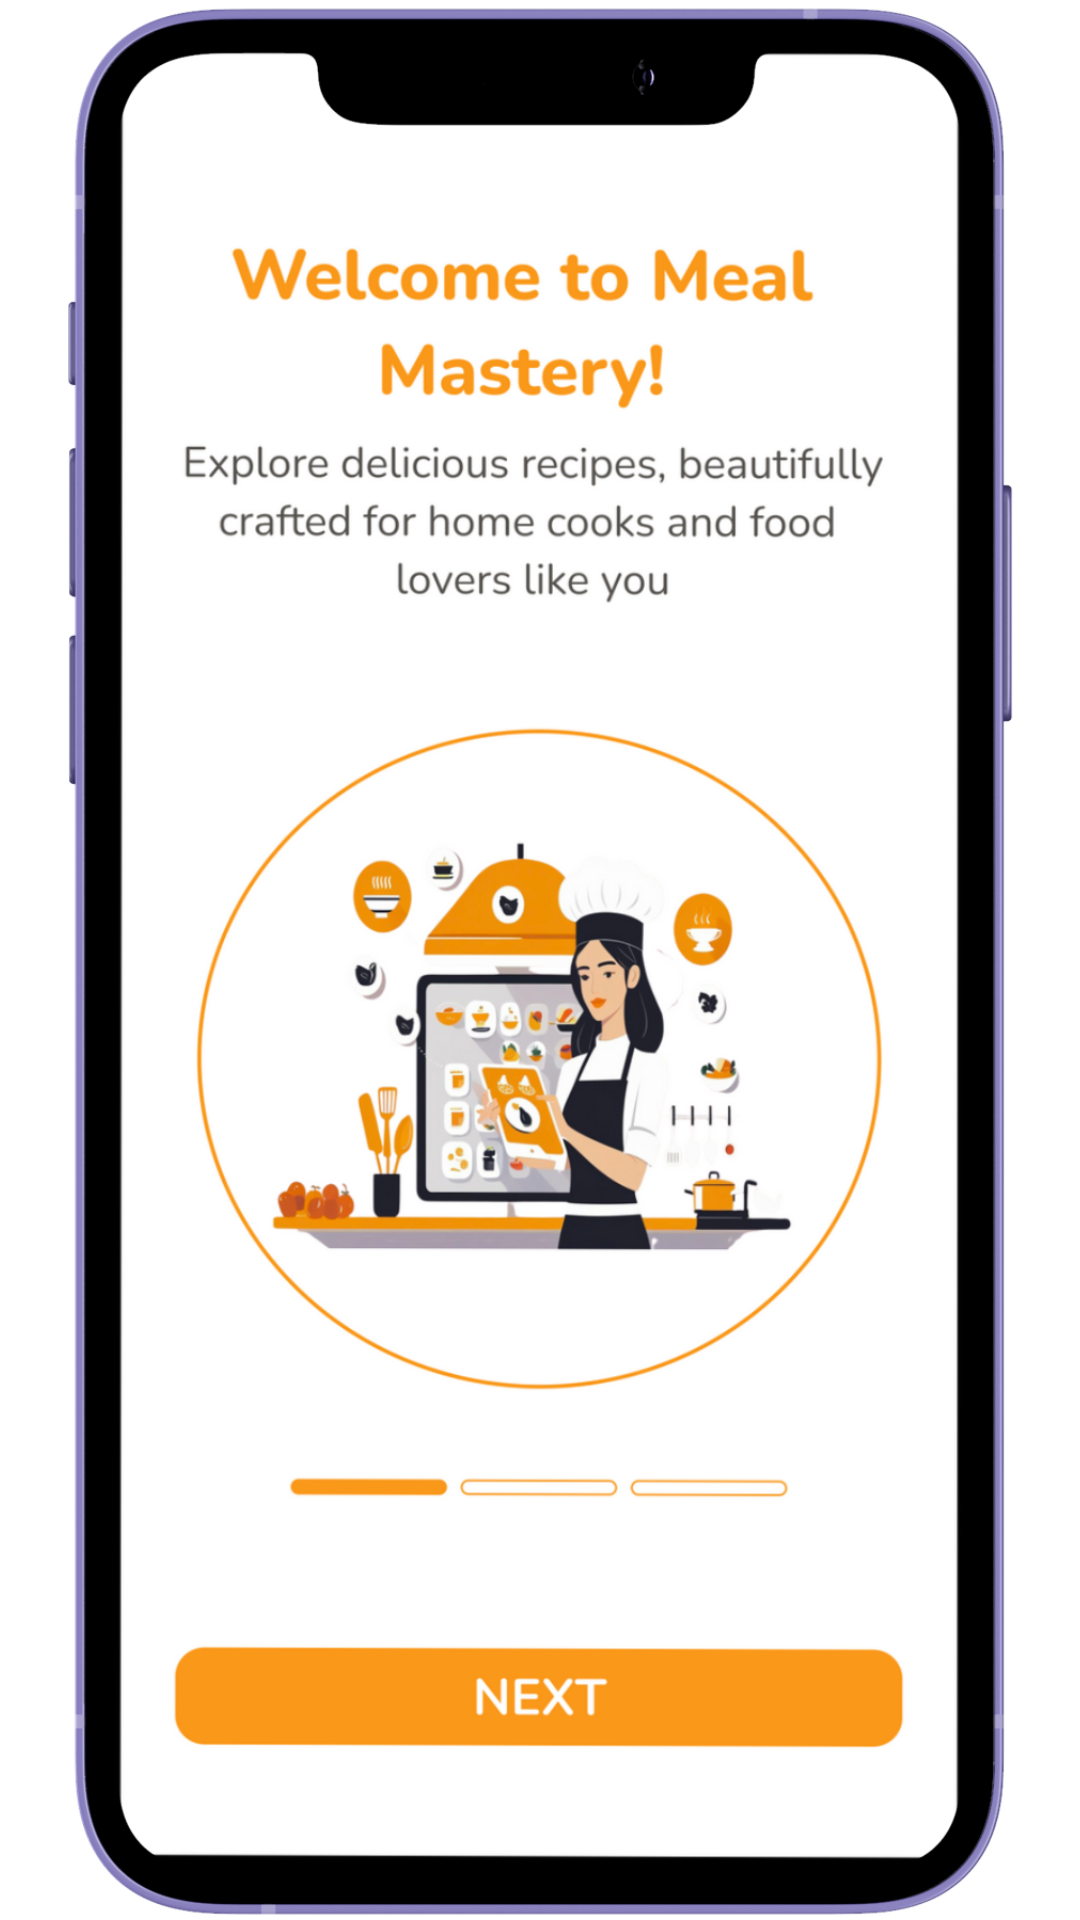 Welcome to Meal
Mastery!
Explore delicious recipes, beautifully
crafted for home cooks and food
lovers like you
NEXT